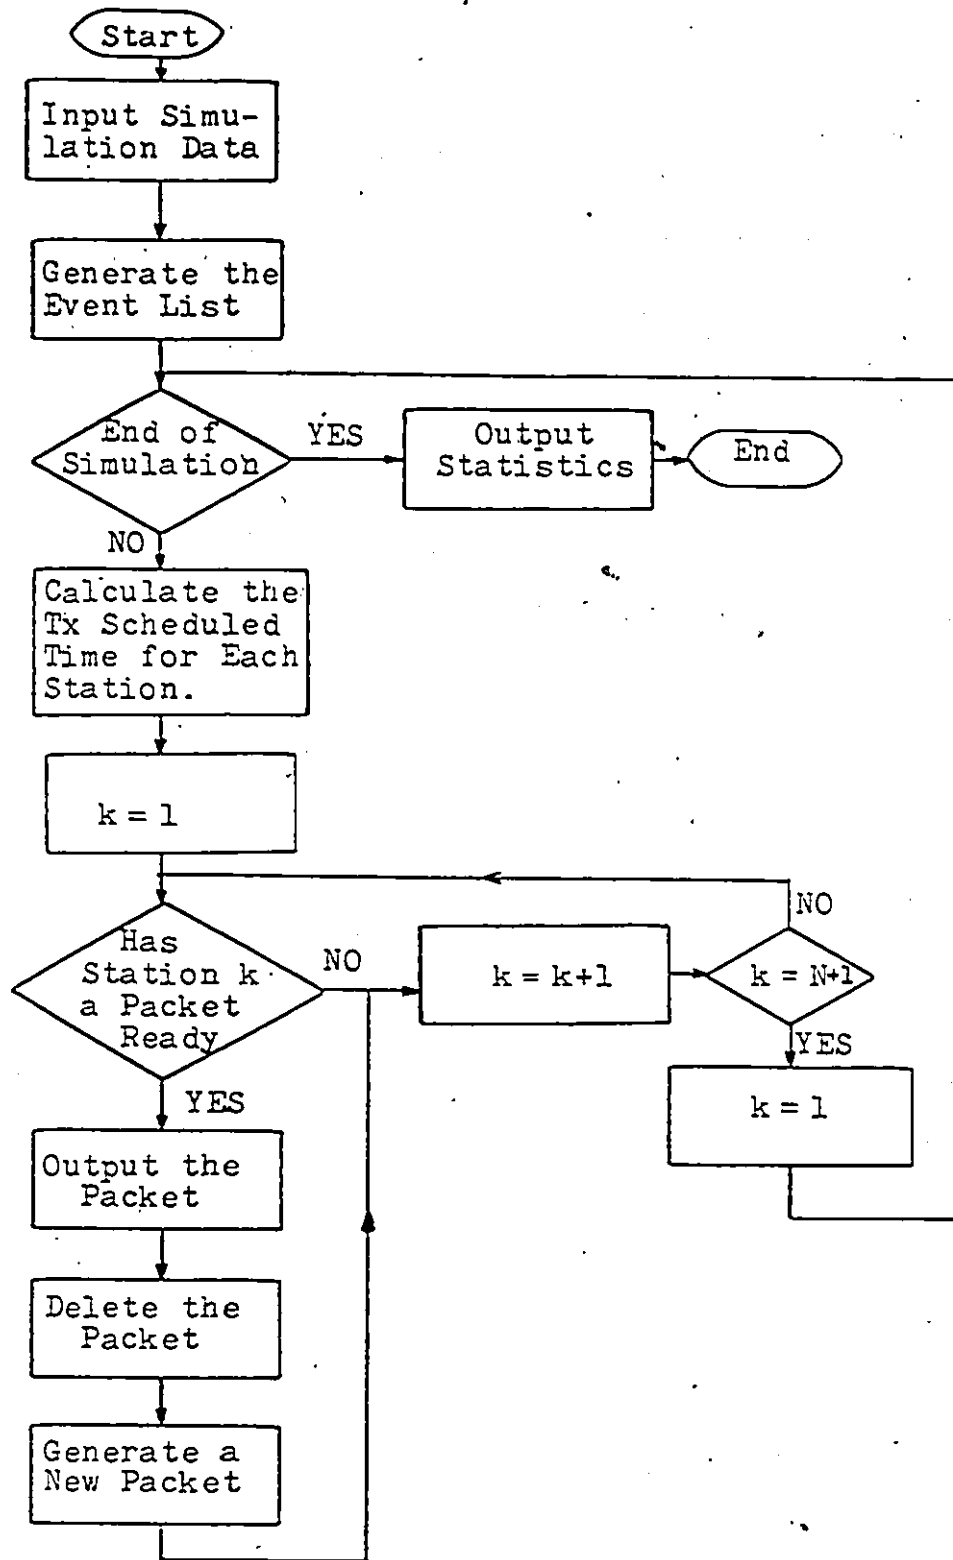 Start
Input Simu-
lation Data
Generate the
Event List
End of
Simulation
YES
Output
Statistics
End
NO
Calculate the
Tx Scheduled
Time for Each
Station.
k = 1
Has
Station k
a Packet
Ready
NO
k = k+1
k = N+1
NO
YES
k = 1
YES
Output the
Packet
Delete the
Packet
Generate a
New Packet